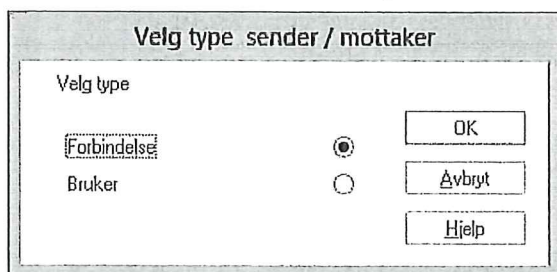 Velg type sender / mottaker
Velg type
OK
Forbindelse
Bruker
Avbryt
Hjelp